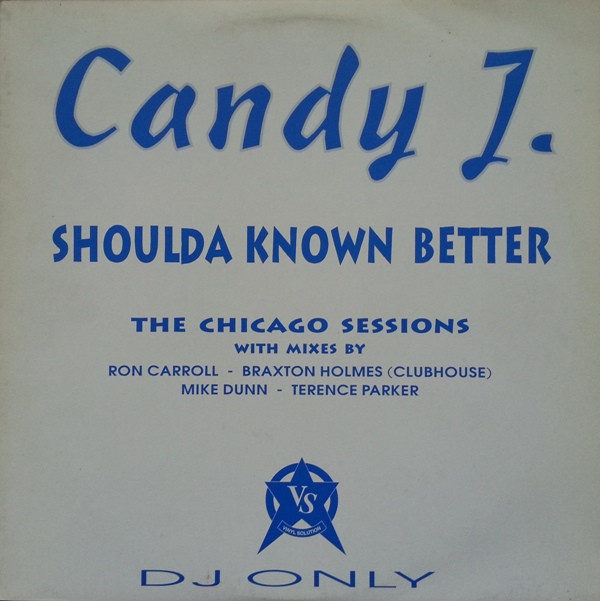 Candy J.
SHOULDA KNOWN BETTER
THE CHICAGO SESSIONS
WITH MIXES BY
RON CARROLL - BRAXTON HOLMES (CLUBHOUSE)
MIKE DUNN - TERENCE PARKER
VS
VINYL SOLUTION
DJ ONLY